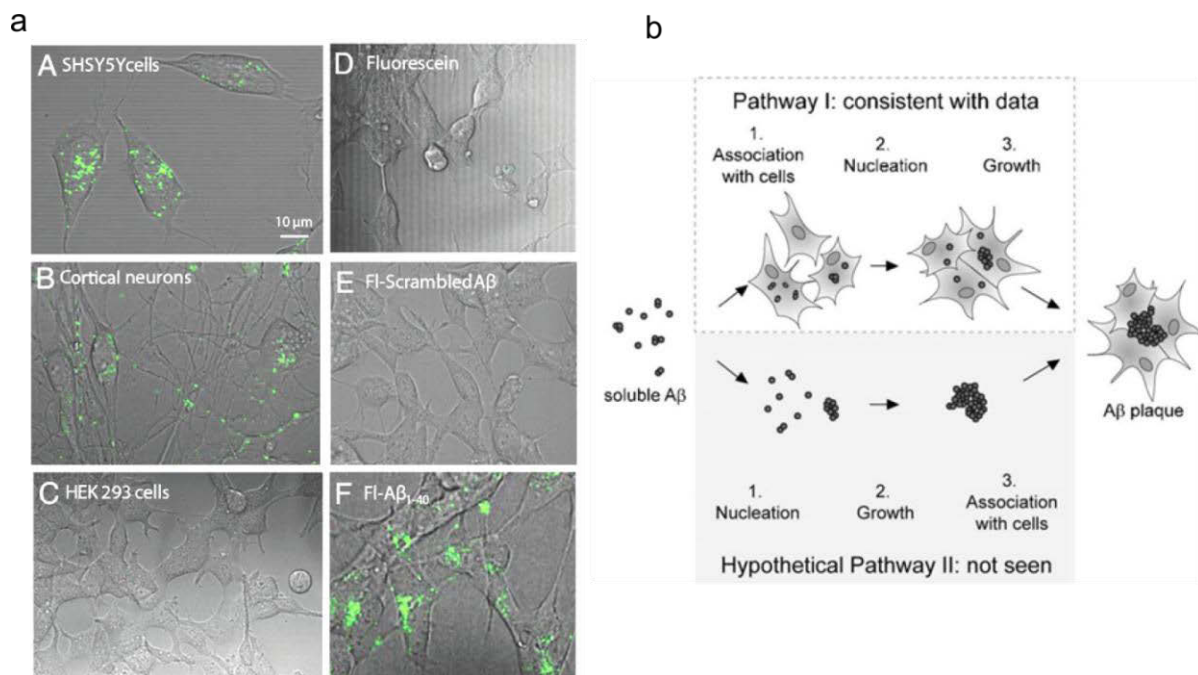 a
A SHSY5Y cells
10 μm
B Cortical neurons
C HEK 293 cells
D Fluorescein
E Fl-Scrambled Aβ
F Fl-Aβ1-40
b
Pathway I: consistent with data
1.
Association
with cells
2.
Nucleation
3.
Growth
soluble Aβ
Aβ plaque
1.
Nucleation
2.
Growth
3.
Association
with cells
Hypothetical Pathway II: not seen